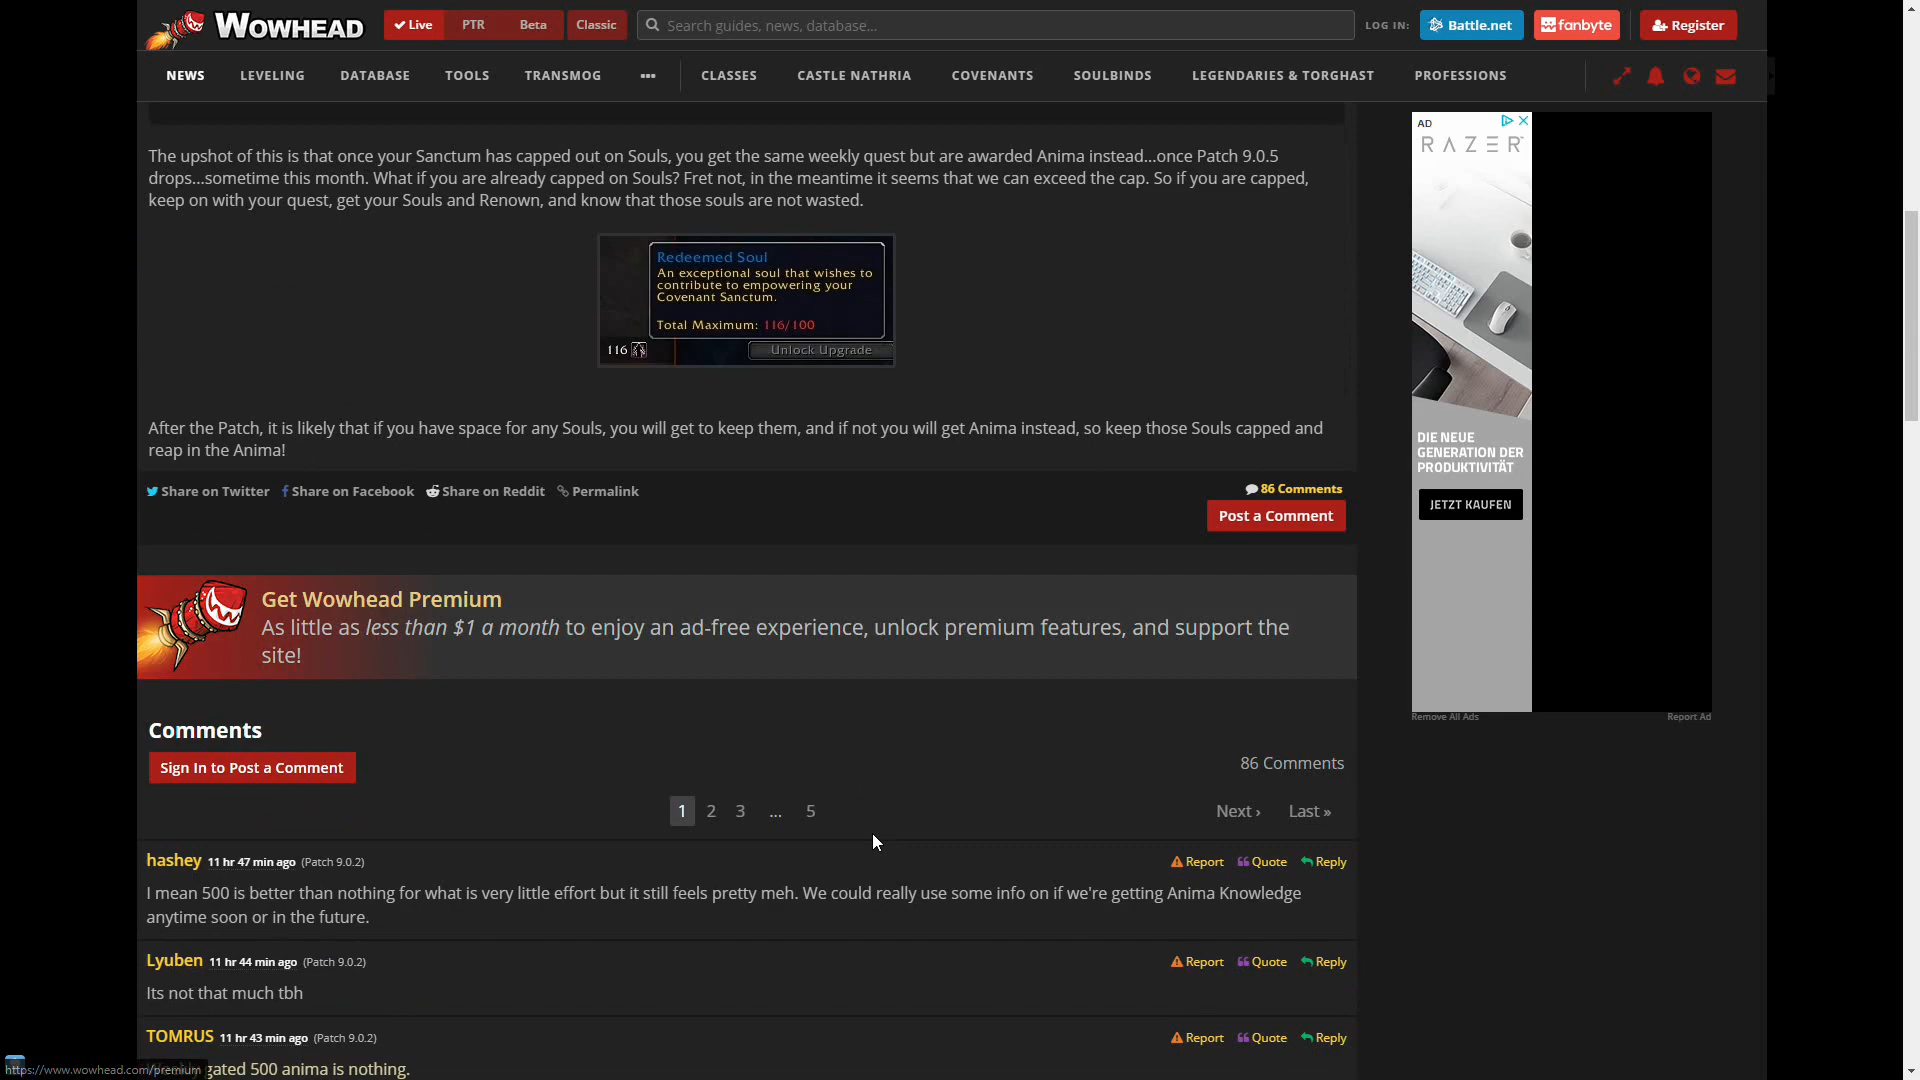 WOWHEAD
Live PTR Beta Classic
Search guides, news, database...
LOG IN: Battle.net fanbyte Register
NEWS LEVELING DATABASE TOOLS TRANSMOG ... CLASSES CASTLE NATHRIA COVENANTS SOULBINDS LEGENDARIES & TORGHAST PROFESSIONS
The upshot of this is that once your Sanctum has capped out on Souls, you get the same weekly quest but are awarded Anima instead...once Patch 9.0.5
drops...sometime this month. What if you are already capped on Souls? Fret not, in the meantime it seems that we can exceed the cap. So if you are capped,
keep on with your quest, get your Souls and Renown, and know that those souls are not wasted.
Redeemed Soul
An exceptional soul that wishes to
contribute to empowering your
Covenant Sanctum.
Total Maximum: 116/100
116 Unlock Upgrade
After the Patch, it is likely that if you have space for any Souls, you will get to keep them, and if not you will get Anima instead, so keep those Souls capped and
reap in the Anima!
Share on Twitter Share on Facebook Share on Reddit Permalink
86 Comments
Post a Comment
Get Wowhead Premium
As little as less than $1 a month to enjoy an ad-free experience, unlock premium features, and support the
site!
Comments
Sign In to Post a Comment
86 Comments
1 2 3 ... 5 Next › Last »
hashey 11 hr 47 min ago (Patch 9.0.2) Report Quote Reply
I mean 500 is better than nothing for what is very little effort but it still feels pretty meh. We could really use some info on if we're getting Anima Knowledge
anytime soon or in the future.
Lyuben 11 hr 44 min ago (Patch 9.0.2) Report Quote Reply
Its not that much tbh
TOMRUS 11 hr 43 min ago (Patch 9.0.2) Report Quote Reply
gated 500 anima is nothing.
https://www.wowhead.com/premium
AD
RAZER
DIE NEUE
GENERATION DER
PRODUKTIVITÄT
JETZT KAUFEN
Remove All Ads Report Ad